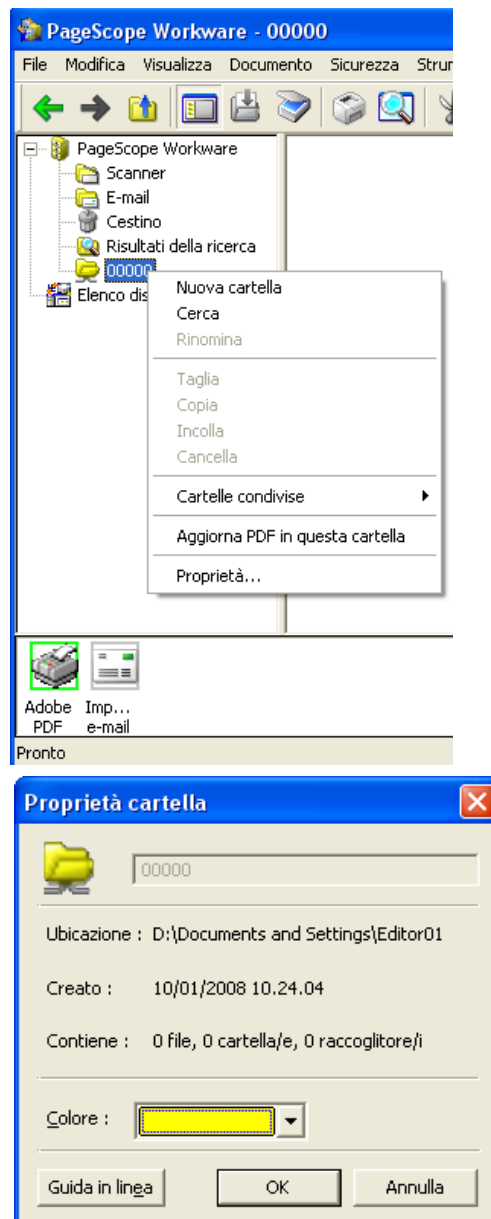 PageScope Workware - 00000
File Modifica Visualizza Documento Sicurezza
PageScope Workware
Scanner
E-mail
Cestino
Risultati della ricerca
00000
Elenco
Nuova cartella
Cerca
Rinomina
Taglia
Copia
Incolla
Cancella
Cartelle condivise
Aggiorna PDF in questa cartella
Proprietà...
Adobe PDF
Imp... e-mail
Pronto
Proprietà cartella
00000
Ubicazione : D:\Documents and Settings\Editor01
Creato : 10/01/2008 10.24.04
Contiene : 0 file, 0 cartella/e, 0 raccoglitore/i
Colore :
Guida in linea OK Annulla